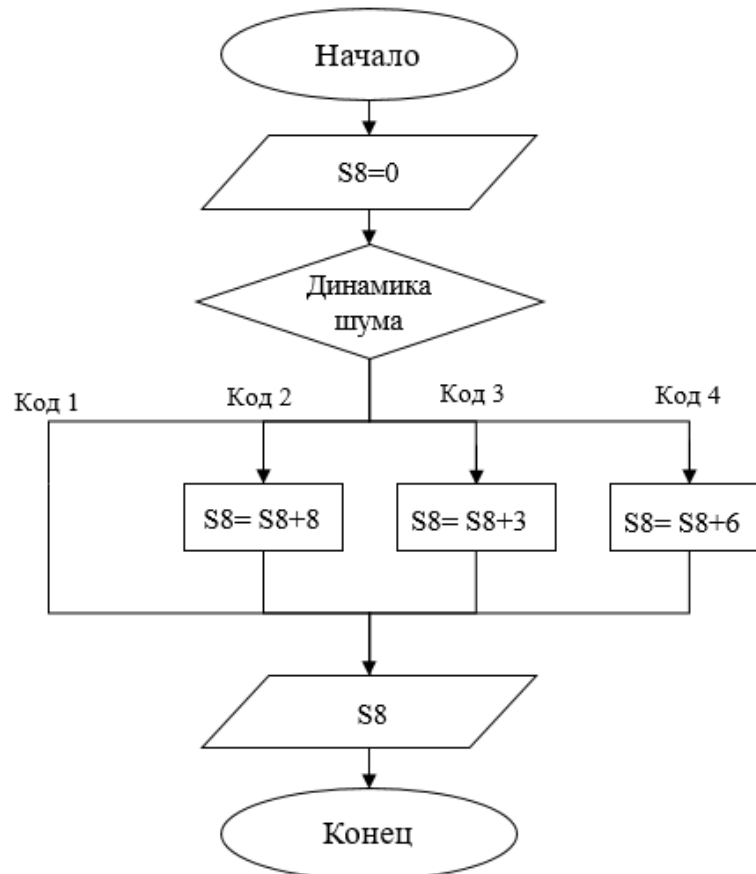 Начало
S8=0
Динамика
шума
Код 1
Код 2
Код 3
Код 4
S8= S8+8
S8= S8+3
S8= S8+6
S8
Конец